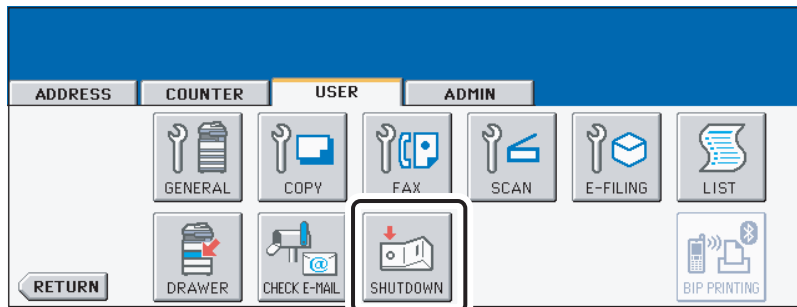 ADDRESS COUNTER USER ADMIN
GENERAL COPY FAX SCAN E-FILING LIST
RETURN DRAWER CHECK E-MAIL @ SHUTDOWN BIP PRINTING